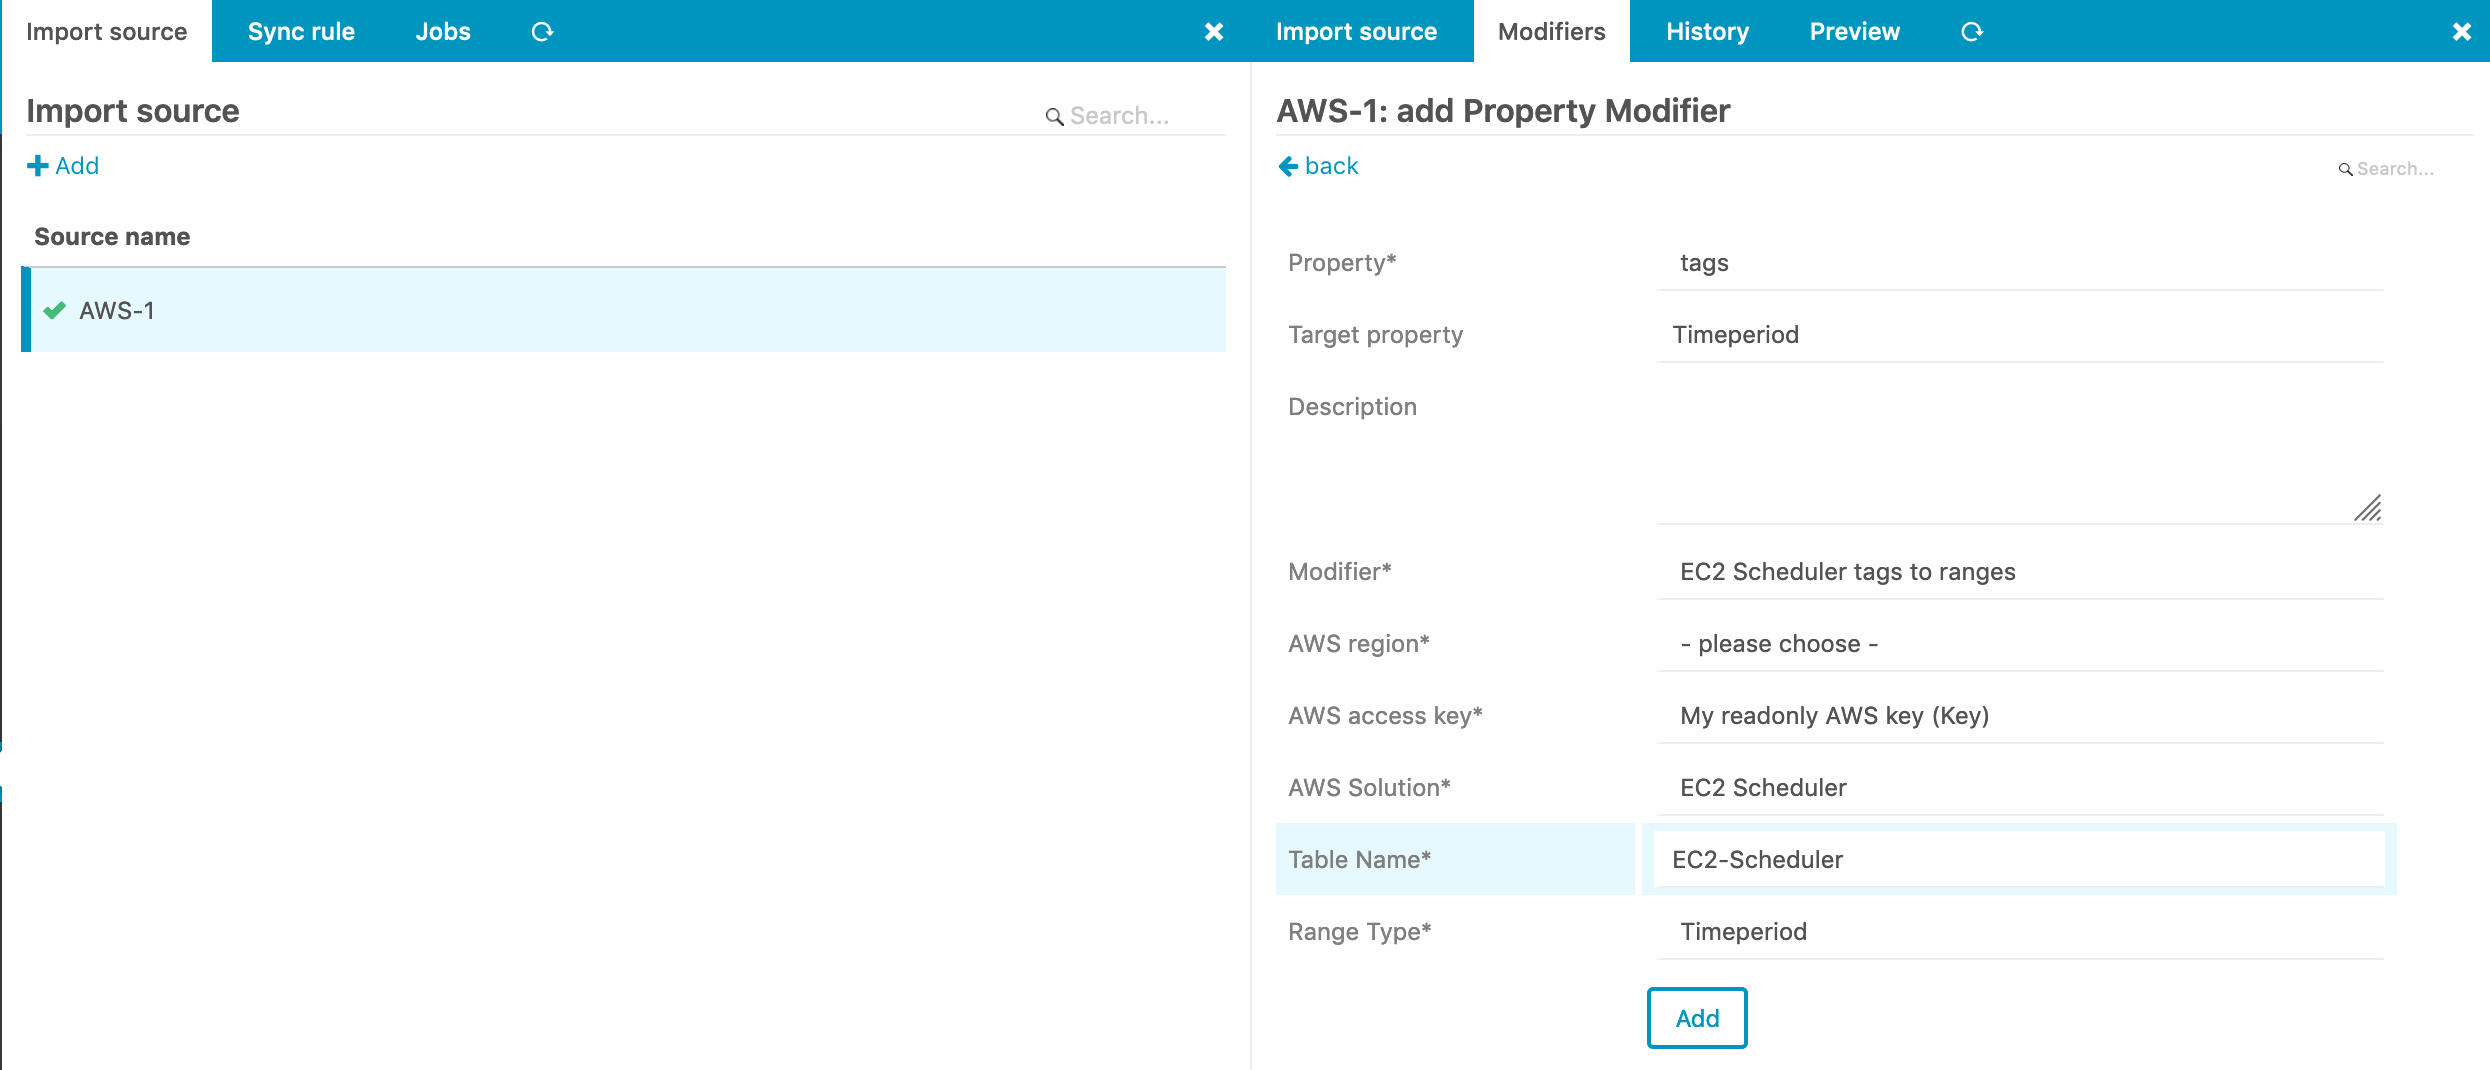 Import source Sync rule Jobs
Import source
Search...
Add
Source name
AWS-1
Import source Modifiers History Preview
AWS-1: add Property Modifier
back
Search...
Property* tags
Target property Timeperiod
Description
Modifier* EC2 Scheduler tags to ranges
AWS region* - please choose -
AWS access key* My readonly AWS key (Key)
AWS Solution* EC2 Scheduler
Table Name* EC2-Scheduler
Range Type* Timeperiod
Add